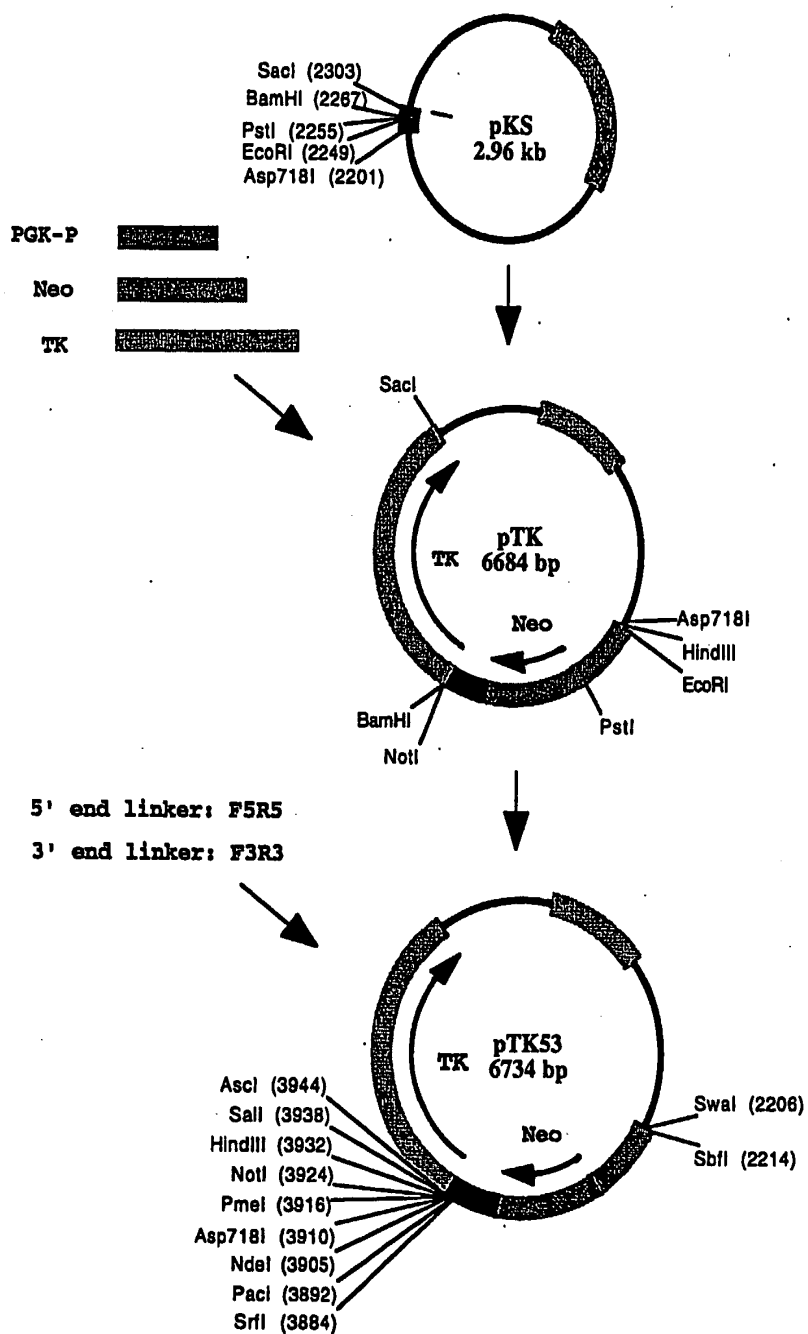 SacI (2303)
BamHI (2267)
PstI (2255)
EcoRI (2249)
Asp718I (2201)
pKS
2.96 kb
PGK-P
Neo
TK
SacI
pTK
6684 bp
TK
Neo
Asp718I
HindIII
EcoRI
PstI
BamHI
NotI
5' end linker: F5R5
3' end linker: F3R3
pTK53
6734 bp
TK
Neo
AscI (3944)
SalI (3938)
HindIII (3932)
NotI (3924)
PmeI (3916)
Asp718I (3910)
NdeI (3905)
PacI (3892)
SrfI (3884)
SwaI (2206)
SbfI (2214)